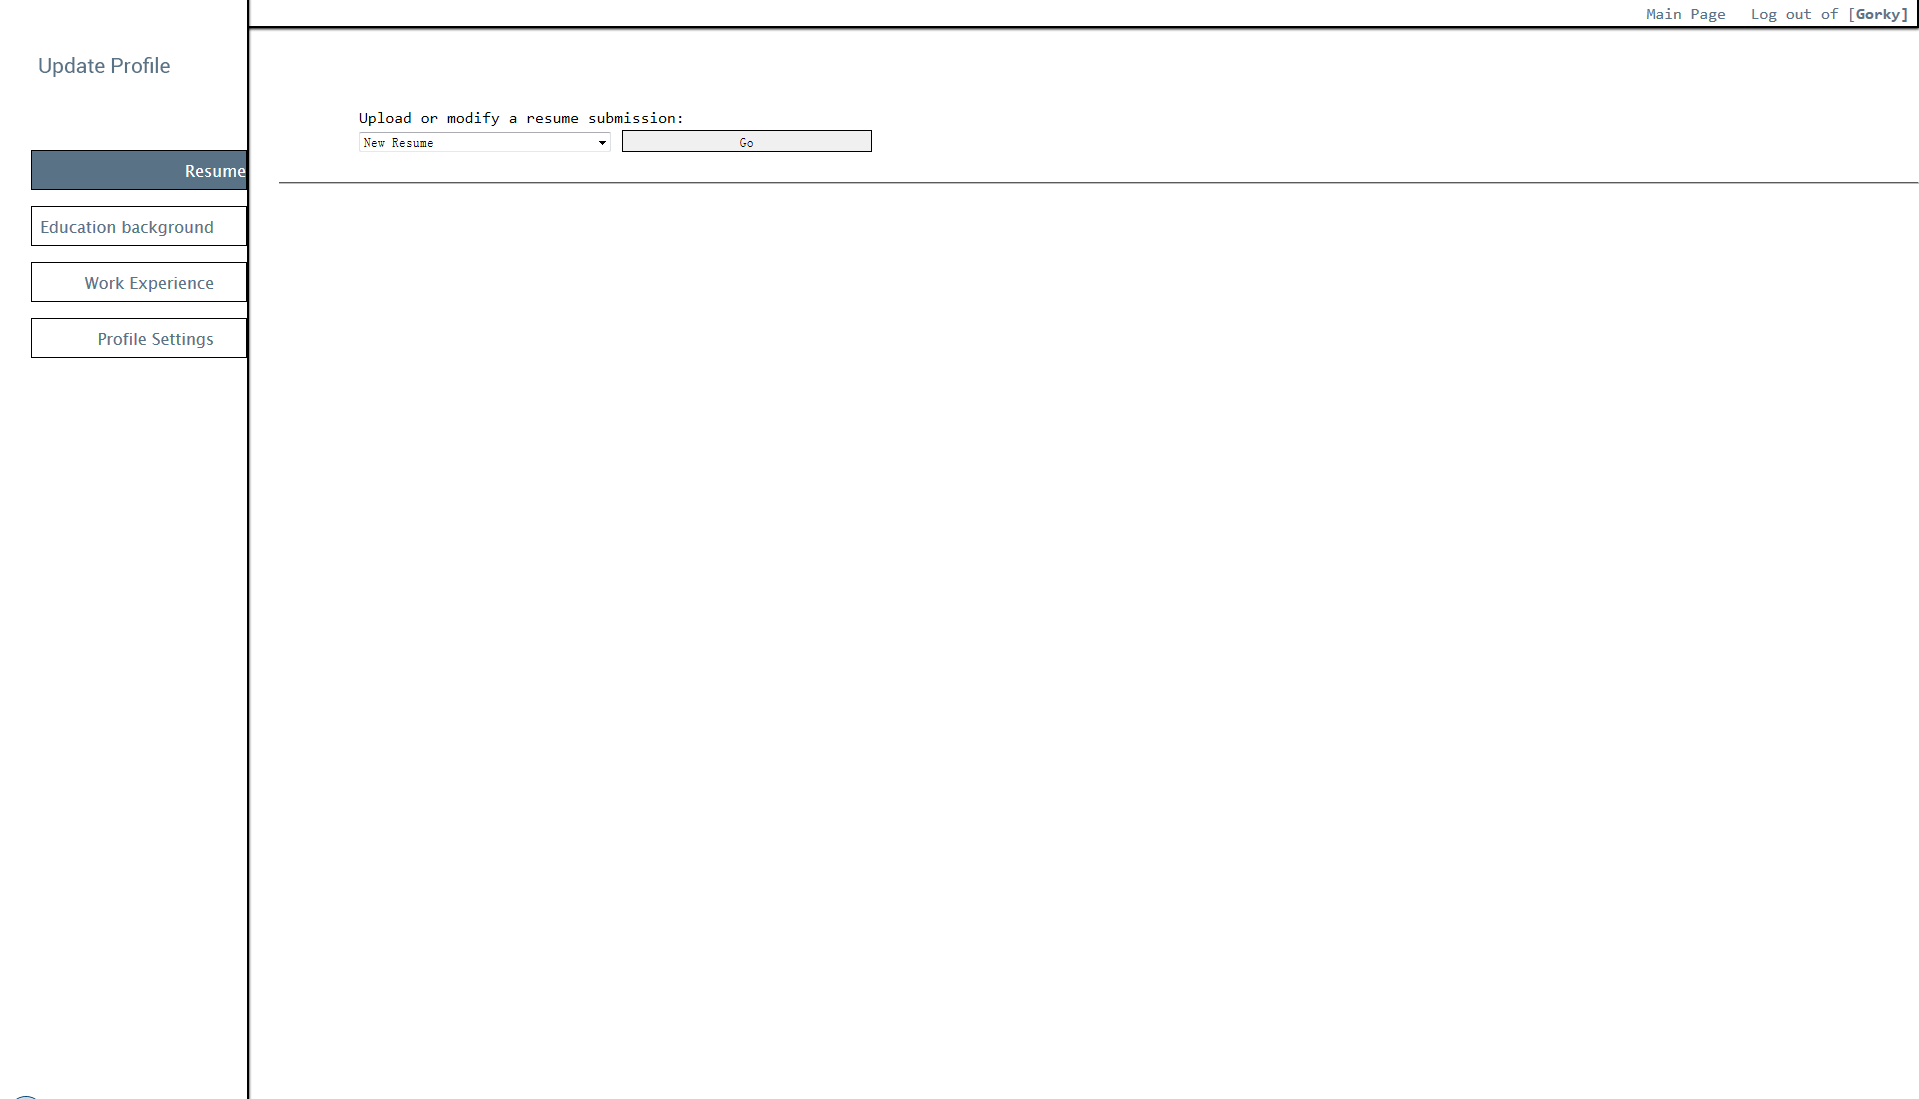 Main Page Log out of [Gorky]
Update Profile
Upload or modify a resume submission:
New Resume Go
Resume
Education background
Work Experience
Profile Settings